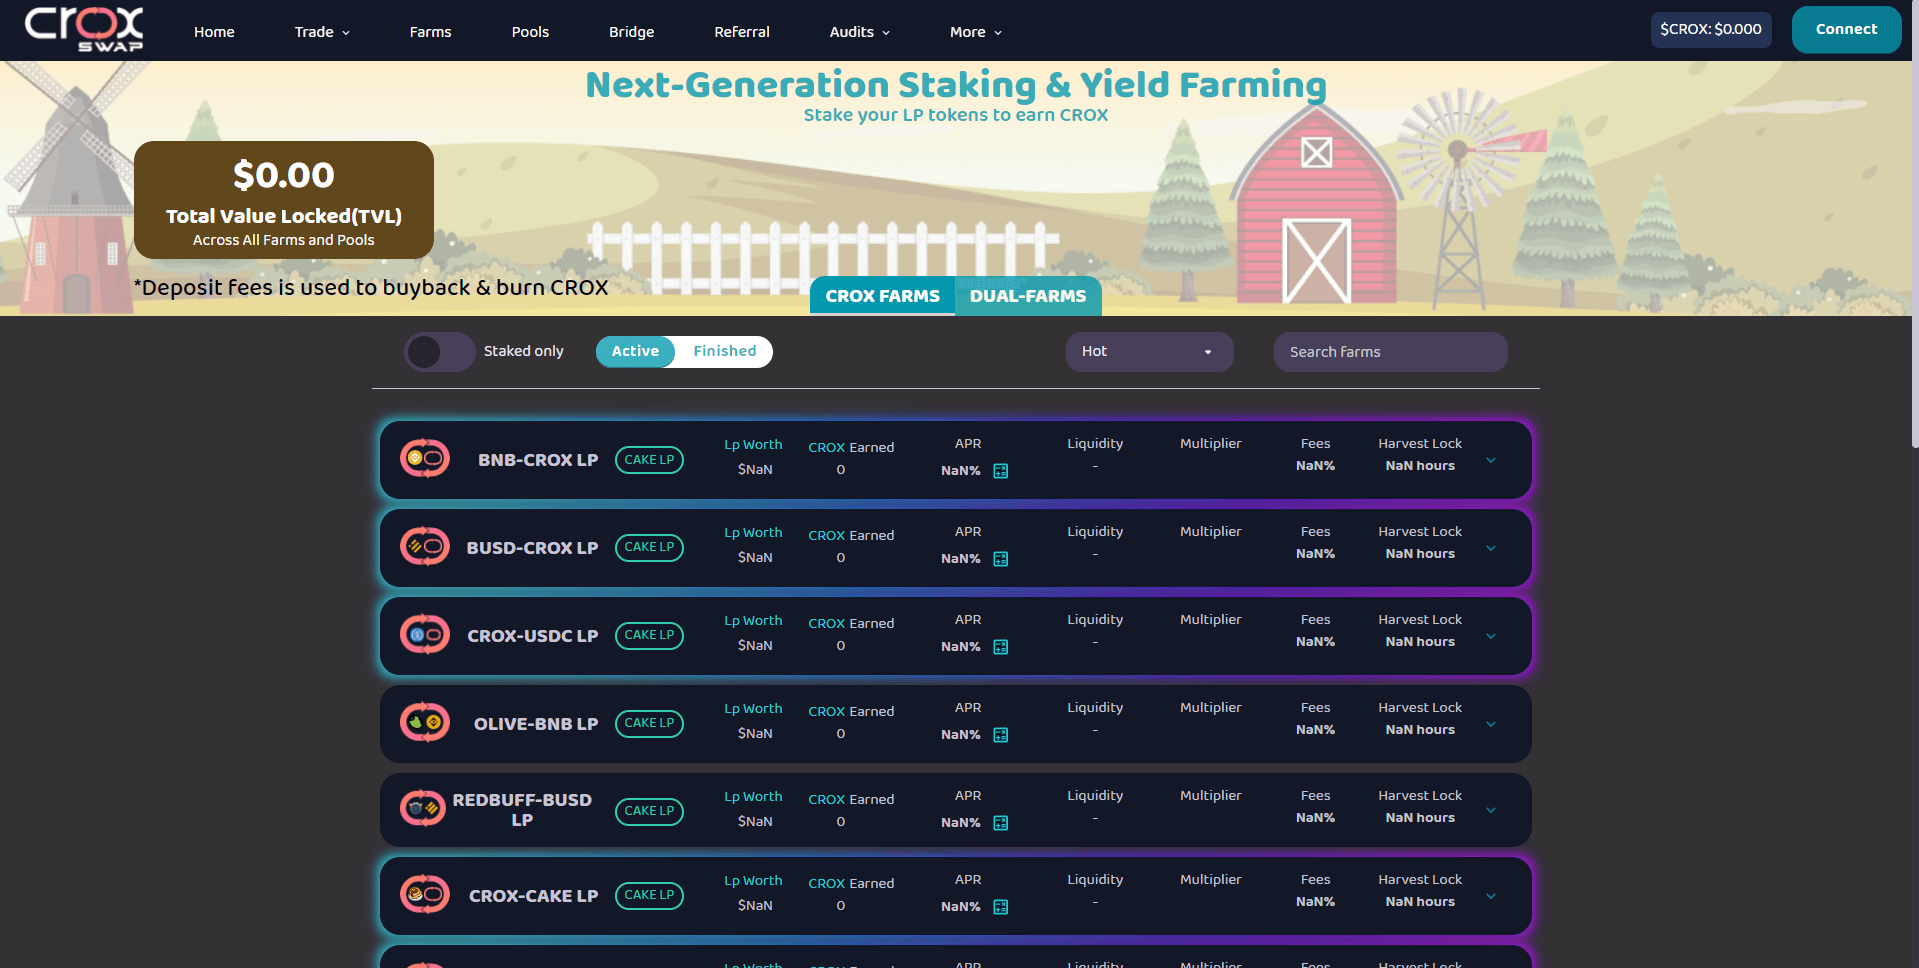 crox
SWAP
Home
Trade
Farms
Pools
Bridge
Referral
Audits
More
$CROX: $0.000
Connect
Next-Generation Staking & Yield Farming
Stake your LP tokens to earn CROX
$0.00
Total Value Locked(TVL)
Across All Farms and Pools
*Deposit fees is used to buyback & burn CROX
CROX FARMS
DUAL-FARMS
Staked only
Active
Finished
Hot
Search farms
BNB-CROX LP
CAKE LP
Lp Worth
$NaN
CROX Earned
0
APR
NaN%
Liquidity
-
Multiplier
Fees
NaN%
Harvest Lock
NaN hours
BUSD-CROX LP
CAKE LP
Lp Worth
$NaN
CROX Earned
0
APR
NaN%
Liquidity
-
Multiplier
Fees
NaN%
Harvest Lock
NaN hours
CROX-USDC LP
CAKE LP
Lp Worth
$NaN
CROX Earned
0
APR
NaN%
Liquidity
-
Multiplier
Fees
NaN%
Harvest Lock
NaN hours
OLIVE-BNB LP
CAKE LP
Lp Worth
$NaN
CROX Earned
0
APR
NaN%
Liquidity
-
Multiplier
Fees
NaN%
Harvest Lock
NaN hours
REDBUFF-BUSD
LP
CAKE LP
Lp Worth
$NaN
CROX Earned
0
APR
NaN%
Liquidity
-
Multiplier
Fees
NaN%
Harvest Lock
NaN hours
CROX-CAKE LP
CAKE LP
Lp Worth
$NaN
CROX Earned
0
APR
NaN%
Liquidity
-
Multiplier
Fees
NaN%
Harvest Lock
NaN hours
Lp Worth
CROX Earned
APR
Liquidity
Multiplier
Fees
Harvest Lock